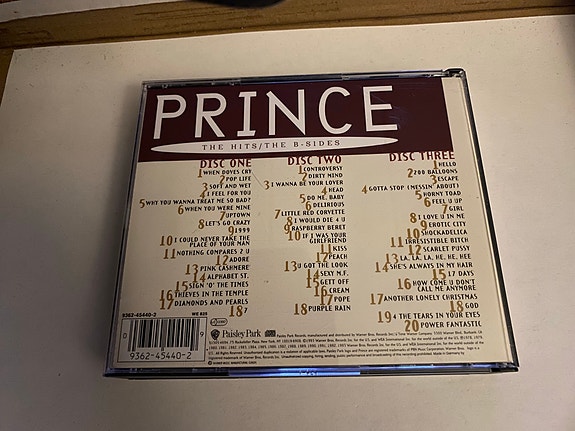 PRINCE
THE HITS/THE B-SIDES
DISC ONE
1 WHEN DOVES CRY
2 POP LIFE
3 SOFT AND WET
4 I FEEL FOR YOU
5 WHY YOU WANNA TREAT ME SO BAD?
6 WHEN YOU WERE MINE
7 UPTOWN
8 LET'S GO CRAZY
9 1999
10 I COULD NEVER TAKE THE
PLACE OF YOUR MAN
11 NOTHING COMPARES 2 U
12 ADORE
13 PINK CASHMERE
14 ALPHABET ST.
15 SIGN 'O' THE TIMES
16 THIEVES IN THE TEMPLE
17 DIAMONDS AND PEARLS
18 7
DISC TWO
1 CONTROVERSY
2 DIRTY MIND
3 I WANNA BE YOUR LOVER
4 HEAD
5 DO ME, BABY
6 DELIRIOUS
7 LITTLE RED CORVETTE
8 I WOULD DIE 4 U
9 RASPBERRY BERET
10 IF I WAS YOUR
GIRLFRIEND
11 KISS
12 PEACH
13 U GOT THE LOOK
14 SEXY M.F.
15 GETT OFF
16 CREAM
17 POPE
18 PURPLE RAIN
DISC THREE
1 HELLO
2 200 BALLOONS
3 ESCAPE
4 GOTTA STOP (MESSIN' ABOUT)
5 HORNY TOAD
6 FEEL U UP
7 GIRL
8 I LOVE U IN ME
9 EROTIC CITY
10 SHOCKADELICA
11 IRRESISTIBLE BITCH
12 SCARLET PUSSY
13 LA, LA, LA, HE, HE, HEE
14 SHE'S ALWAYS IN MY HAIR
15 17 DAYS
16 HOW COME U DON'T
CALL ME ANYMORE
17 ANOTHER LONELY CHRISTMAS
18 GOD
19 4 THE TEARS IN YOUR EYES
20 POWER FANTASTIC
9362-45440-2
WE 835
0
9
9362-45440-2
Paisley Park